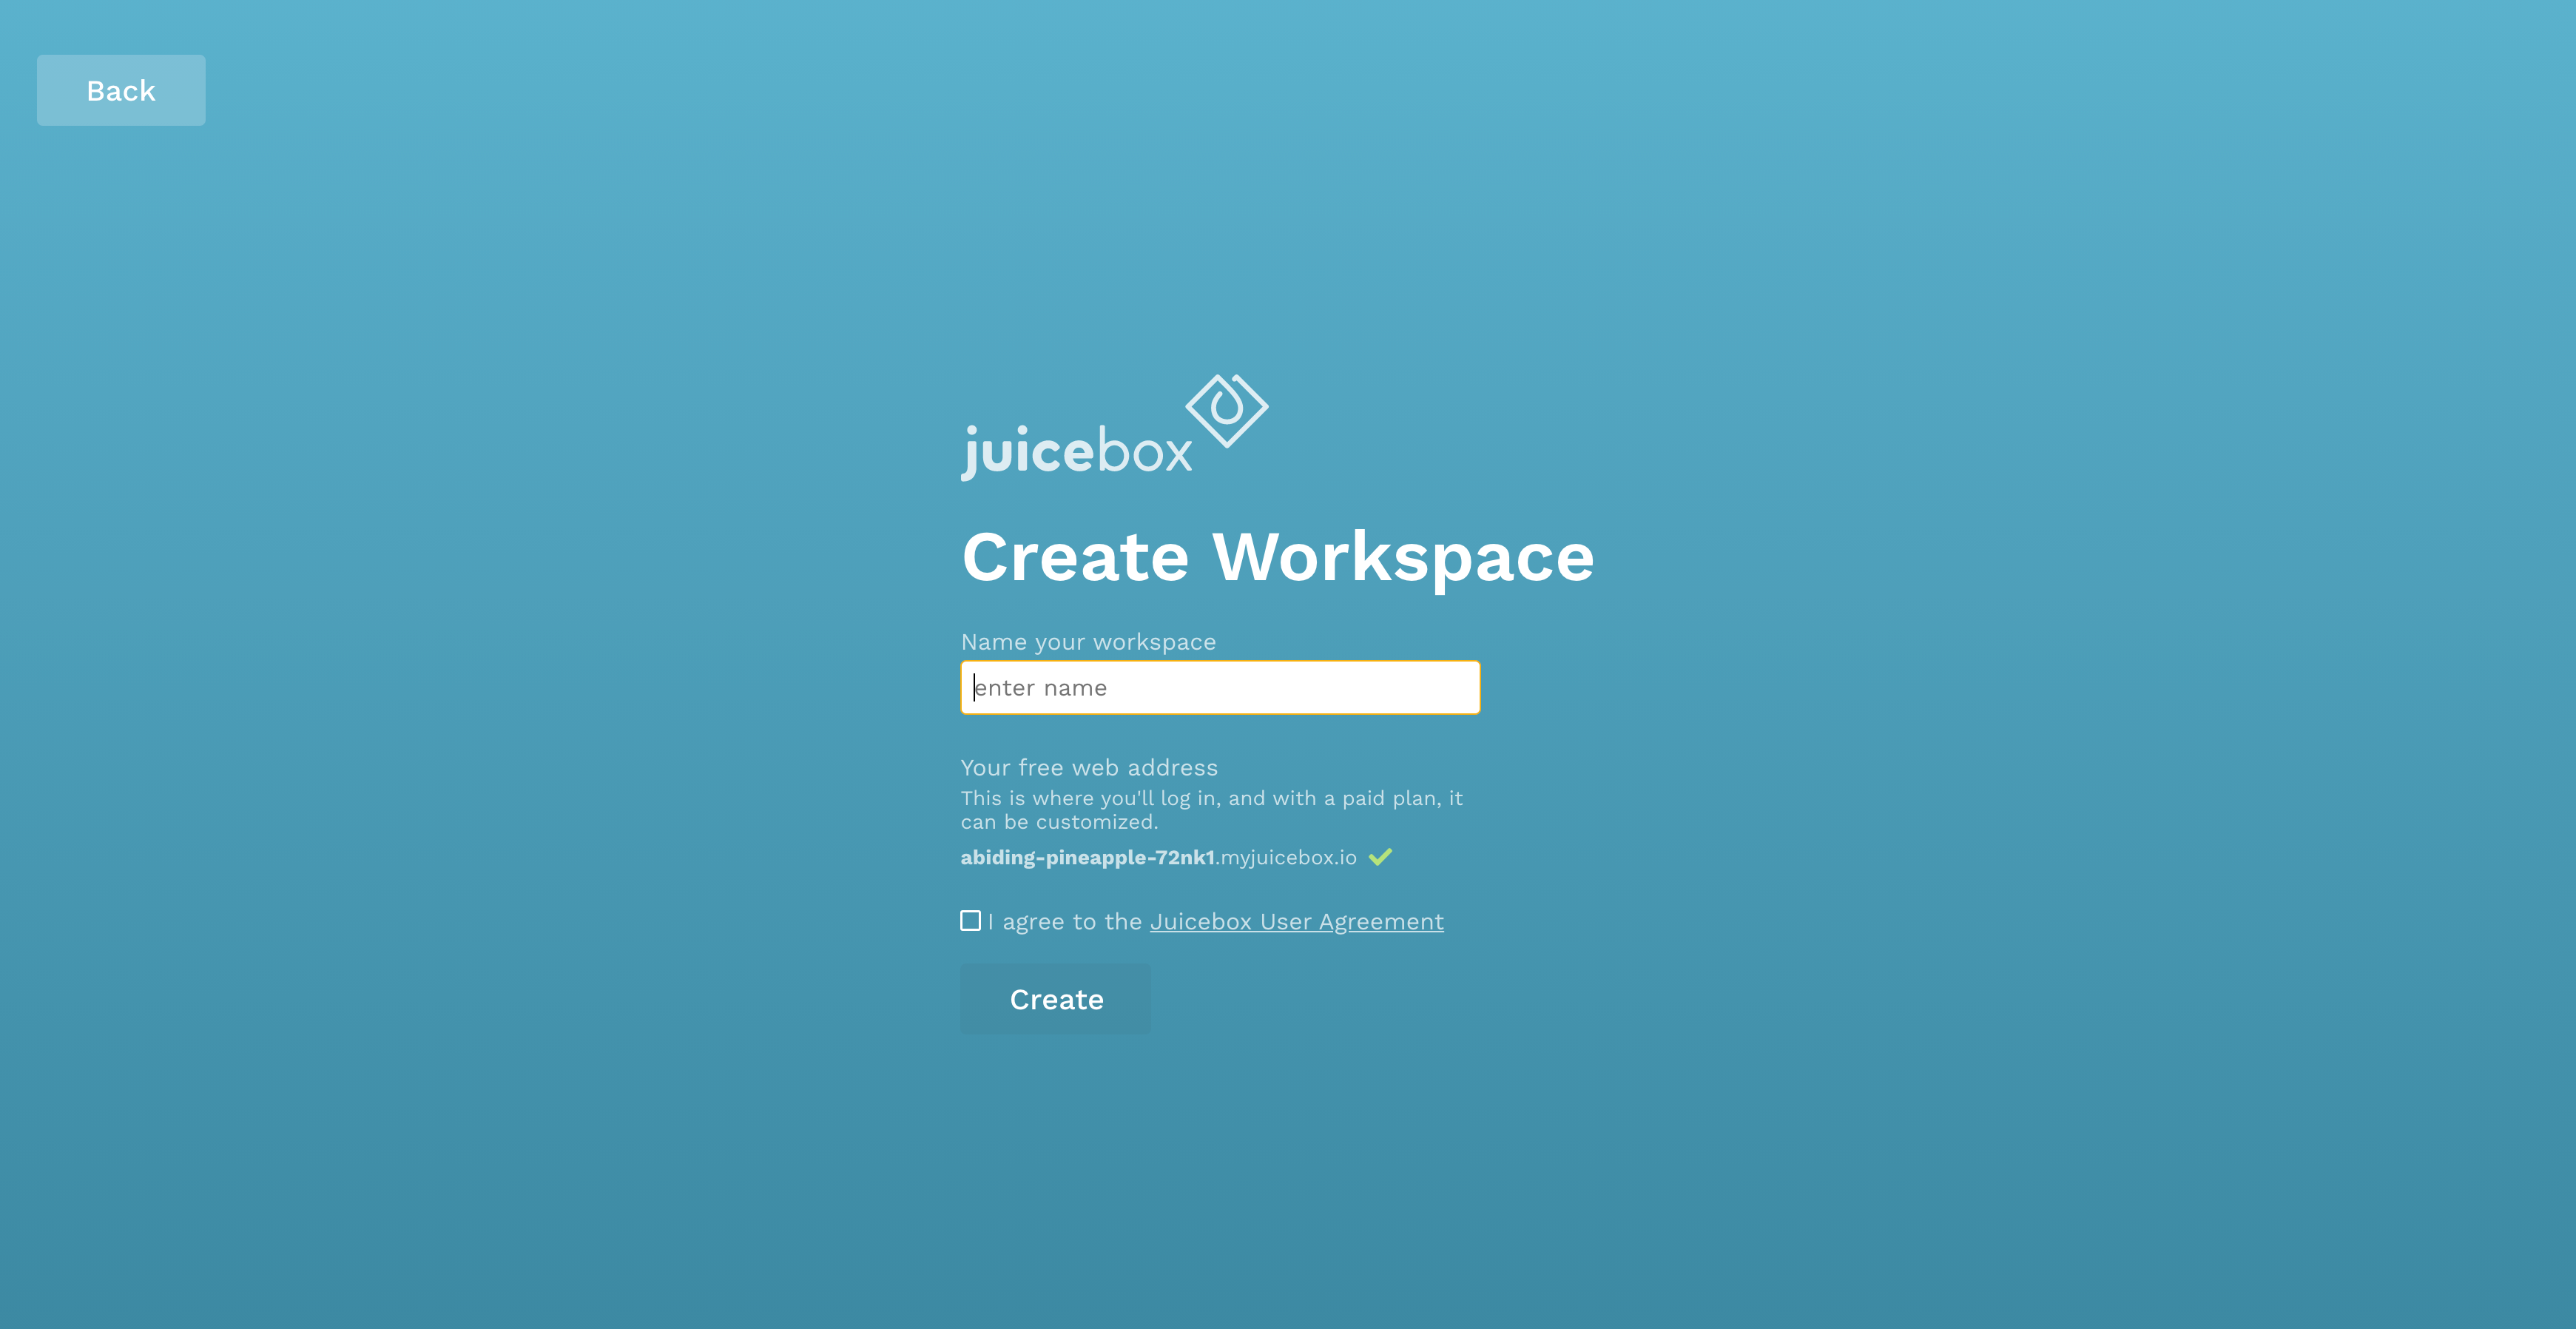 Back
juicebox
Create Workspace
Name your workspace
enter name
Your free web address
This is where you'll log in, and with a paid plan, it
can be customized.
abiding-pineapple-72nk1.myjuicebox.io
I agree to the Juicebox User Agreement
Create